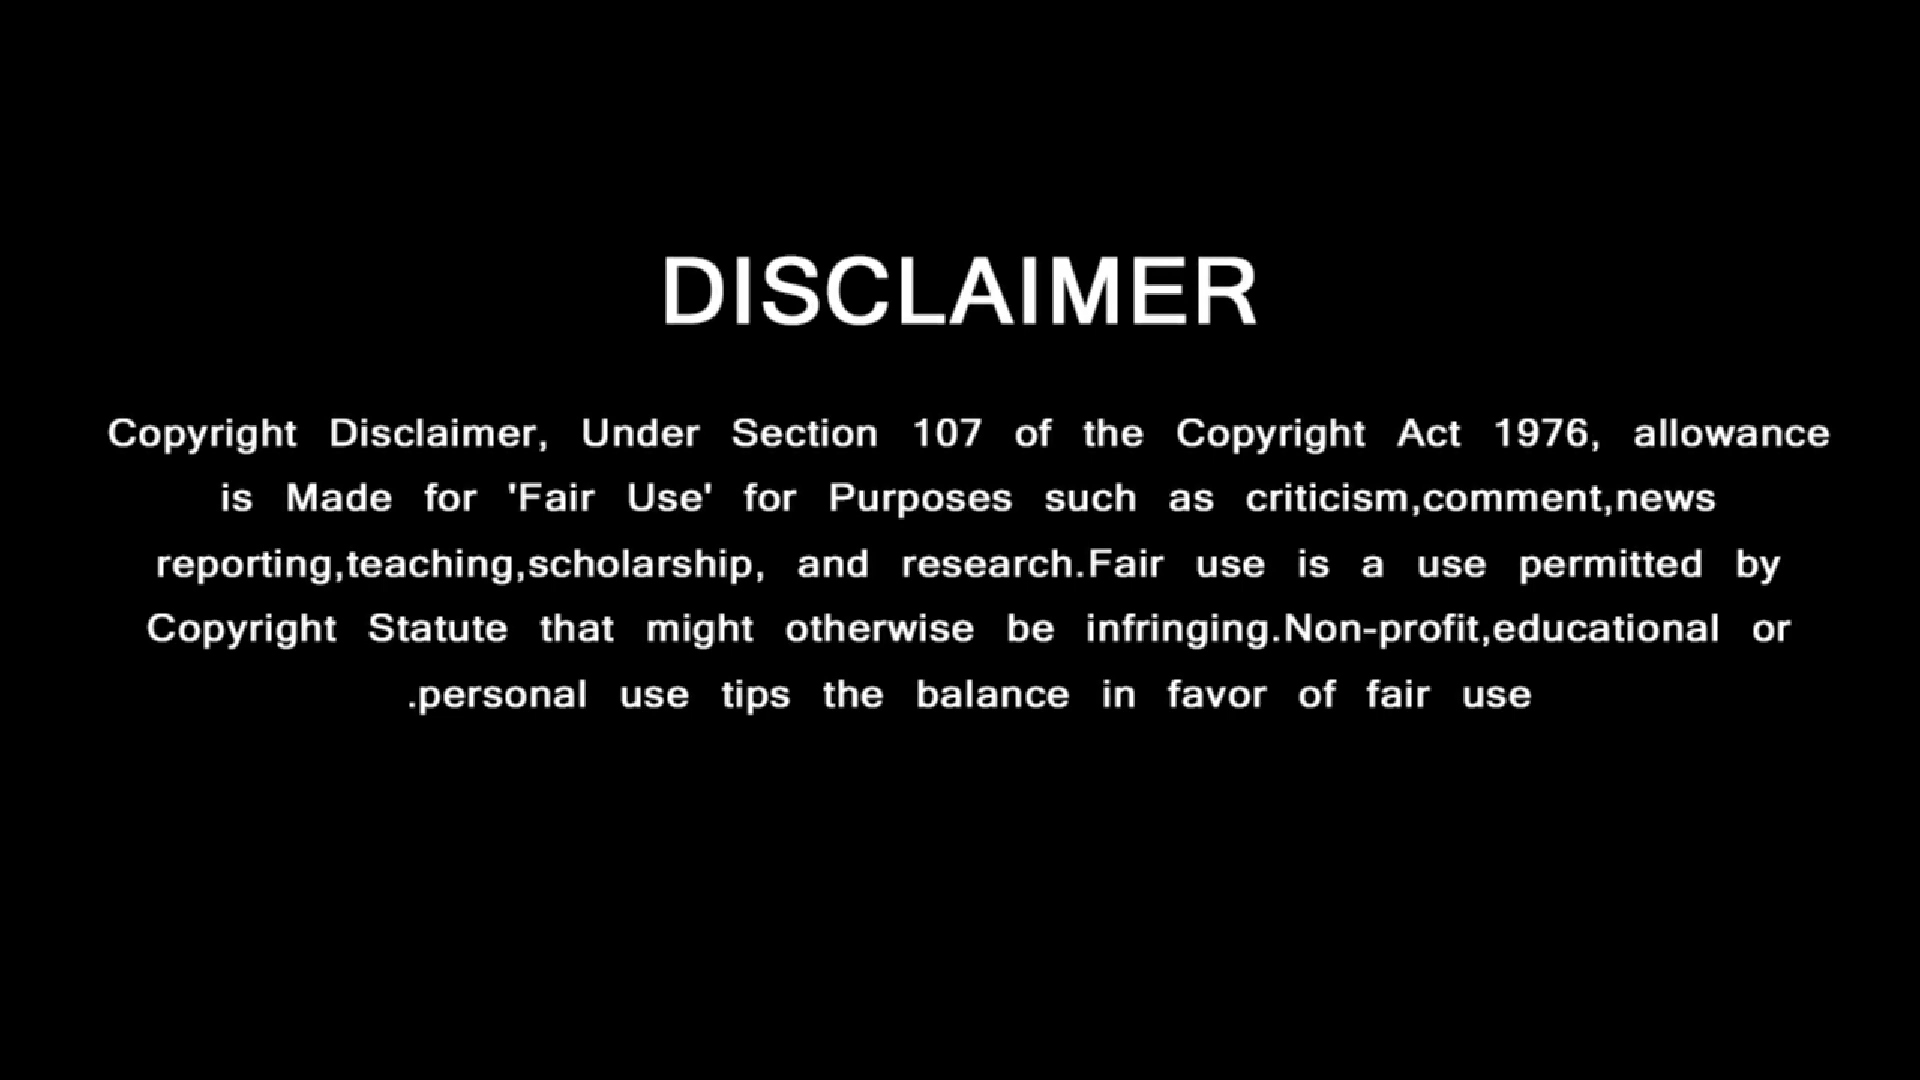 DISCLAIMER
Copyright Disclaimer, Under Section 107 of the Copyright Act 1976, allowance
is Made for 'Fair Use' for Purposes such as criticism,comment,news
reporting,teaching,scholarship, and research.Fair use is a use permitted by
Copyright Statute that might otherwise be infringing.Non-profit,educational or
.personal use tips the balance in favor of fair use